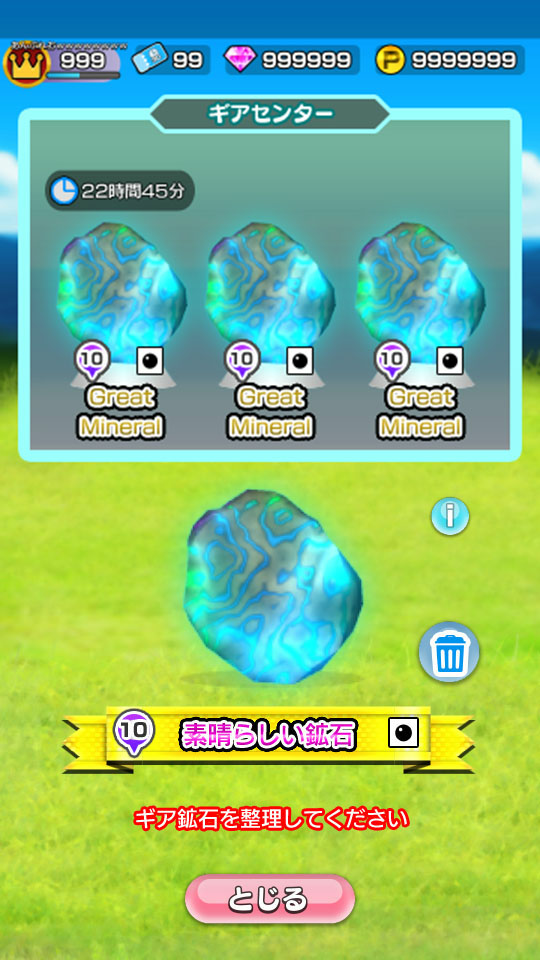 999
99
999999
P
9999999
ギアセンター
22時間45分
10
10
10
Great
Mineral
Great
Mineral
Great
Mineral
i
10
素晴らしい鉱石
ギア鉱石を整理してください
とじる